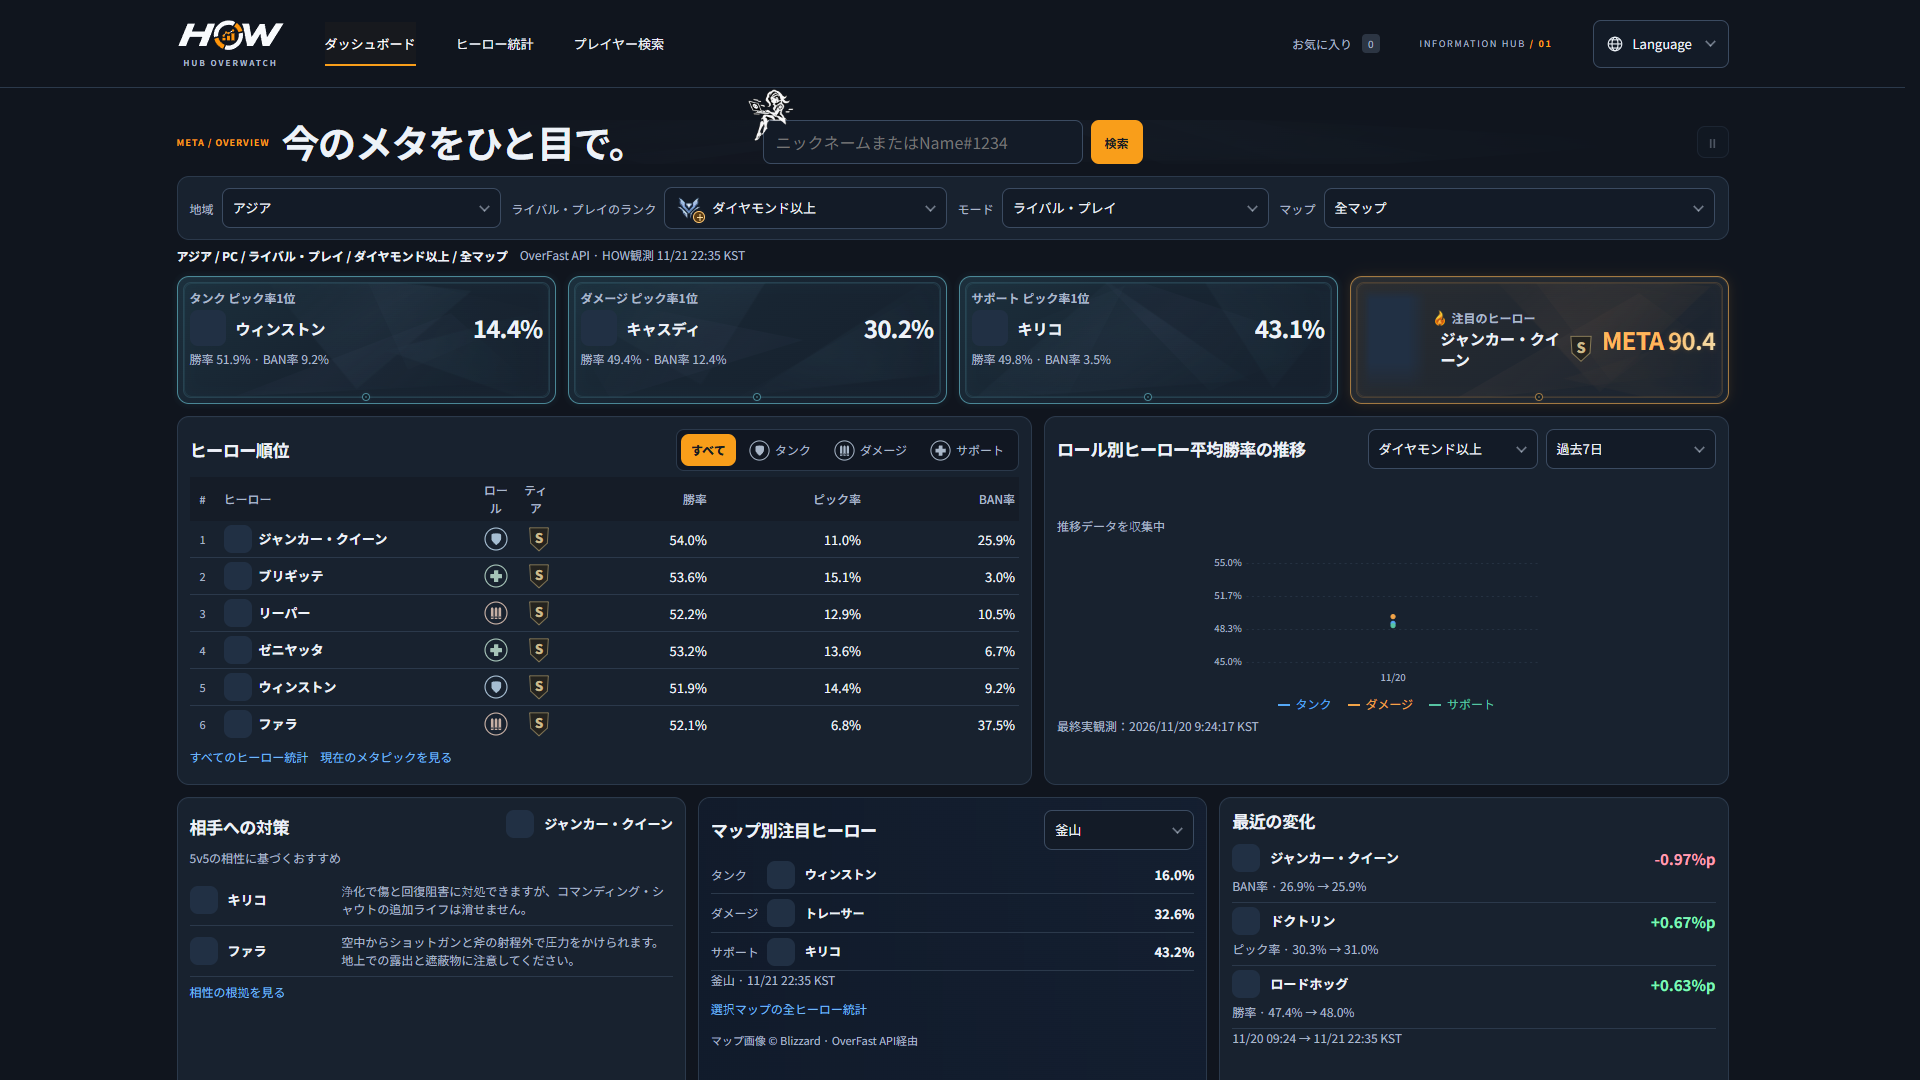 HOW
HUB OVERWATCH
ダッシュボード
ヒーロー統計
プレイヤー検索
お気に入り 0
INFORMATION HUB / 01
Language
META / OVERVIEW
今のメタをひと目で。
ニックネームまたはName#1234
検索
地域
アジア
ライバル・プレイのランク
ダイヤモンド以上
モード
ライバル・プレイ
マップ
全マップ
アジア / PC / ライバル・プレイ / ダイヤモンド以上 / 全マップ
OverFast API · HOW観測 11/21 22:35 KST
タンク ピック率1位
ウィンストン
14.4%
勝率 51.9% · BAN率 9.2%
ダメージ ピック率1位
キャスディ
30.2%
勝率 49.4% · BAN率 12.4%
サポート ピック率1位
キリコ
43.1%
勝率 49.8% · BAN率 3.5%
注目のヒーロー
ジャンカー・クイーン
S
META 90.4
ヒーロー順位
すべて
タンク
ダメージ
サポート
# ヒーロー ロール ティア 勝率 ピック率 BAN率
1 ジャンカー・クイーン S 54.0% 11.0% 25.9%
2 ブリギッテ S 53.6% 15.1% 3.0%
3 リーパー S 52.2% 12.9% 10.5%
4 ゼニヤッタ S 53.2% 13.6% 6.7%
5 ウィンストン S 51.9% 14.4% 9.2%
6 ファラ S 52.1% 6.8% 37.5%
すべてのヒーロー統計 現在のメタピックを見る
ロール別ヒーロー平均勝率の推移
ダイヤモンド以上
過去7日
推移データを収集中
55.0%
51.7%
48.3%
45.0%
11/20
タンク ダメージ サポート
最終実観測：2026/11/20 9:24:17 KST
相手への対策
ジャンカー・クイーン
5v5の相性に基づくおすすめ
キリコ
浄化で傷と回復阻害に対処できますが、コマンディング・シ
ャウトの追加ライフは消せません。
ファラ
空中からショットガンと斧の射程外で圧力をかけられます。
地上での露出と遮蔽物に注意してください。
相性の根拠を見る
マップ別注目ヒーロー
釜山
タンク ウィンストン 16.0%
ダメージ トレーサー 32.6%
サポート キリコ 43.2%
釜山 · 11/21 22:35 KST
選択マップの全ヒーロー統計
マップ画像 © Blizzard · OverFast API経由
最近の変化
ジャンカー・クイーン
-0.97%p
BAN率 · 26.9% → 25.9%
ドクトリン
+0.67%p
ピック率 · 30.3% → 31.0%
ロードホッグ
+0.63%p
勝率 · 47.4% → 48.0%
11/20 09:24 → 11/21 22:35 KST